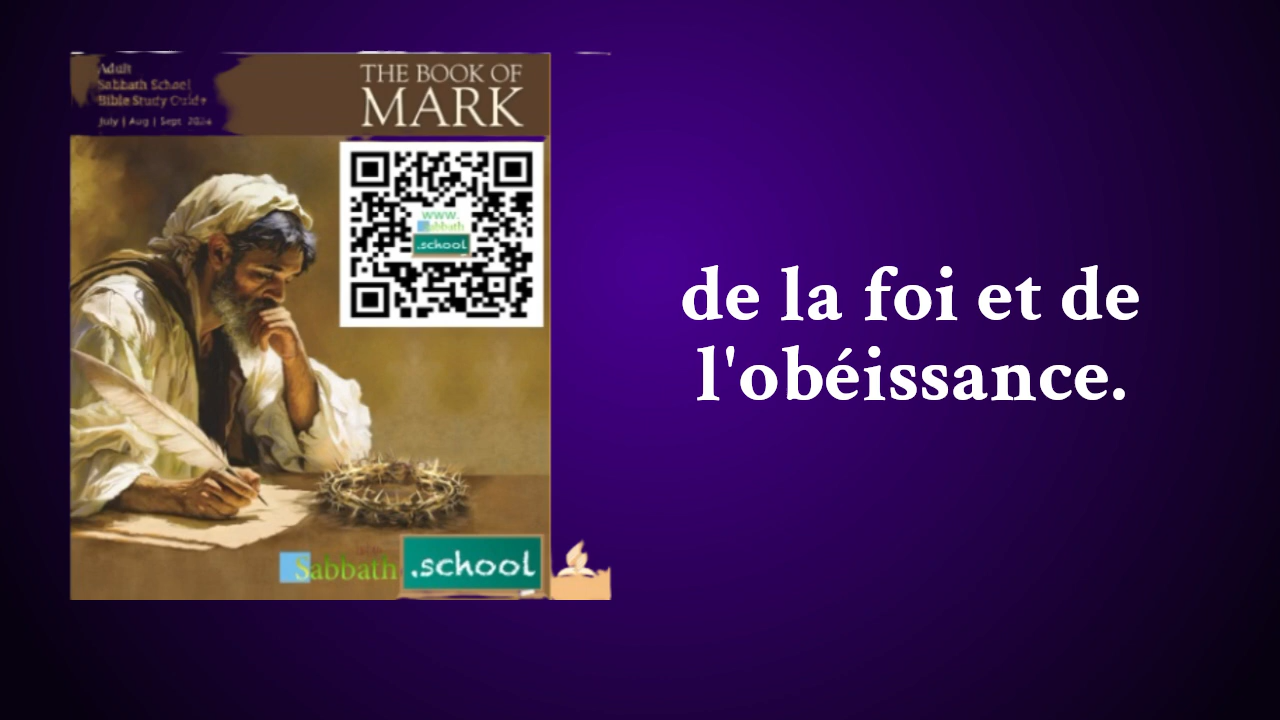 Adult
Sabbath School
Bible Study Guide
July | Aug | Sept 2024
THE BOOK OF
MARK
www.
Sabbath
.school
Sabbath .school
de la foi et de
l'obéissance.